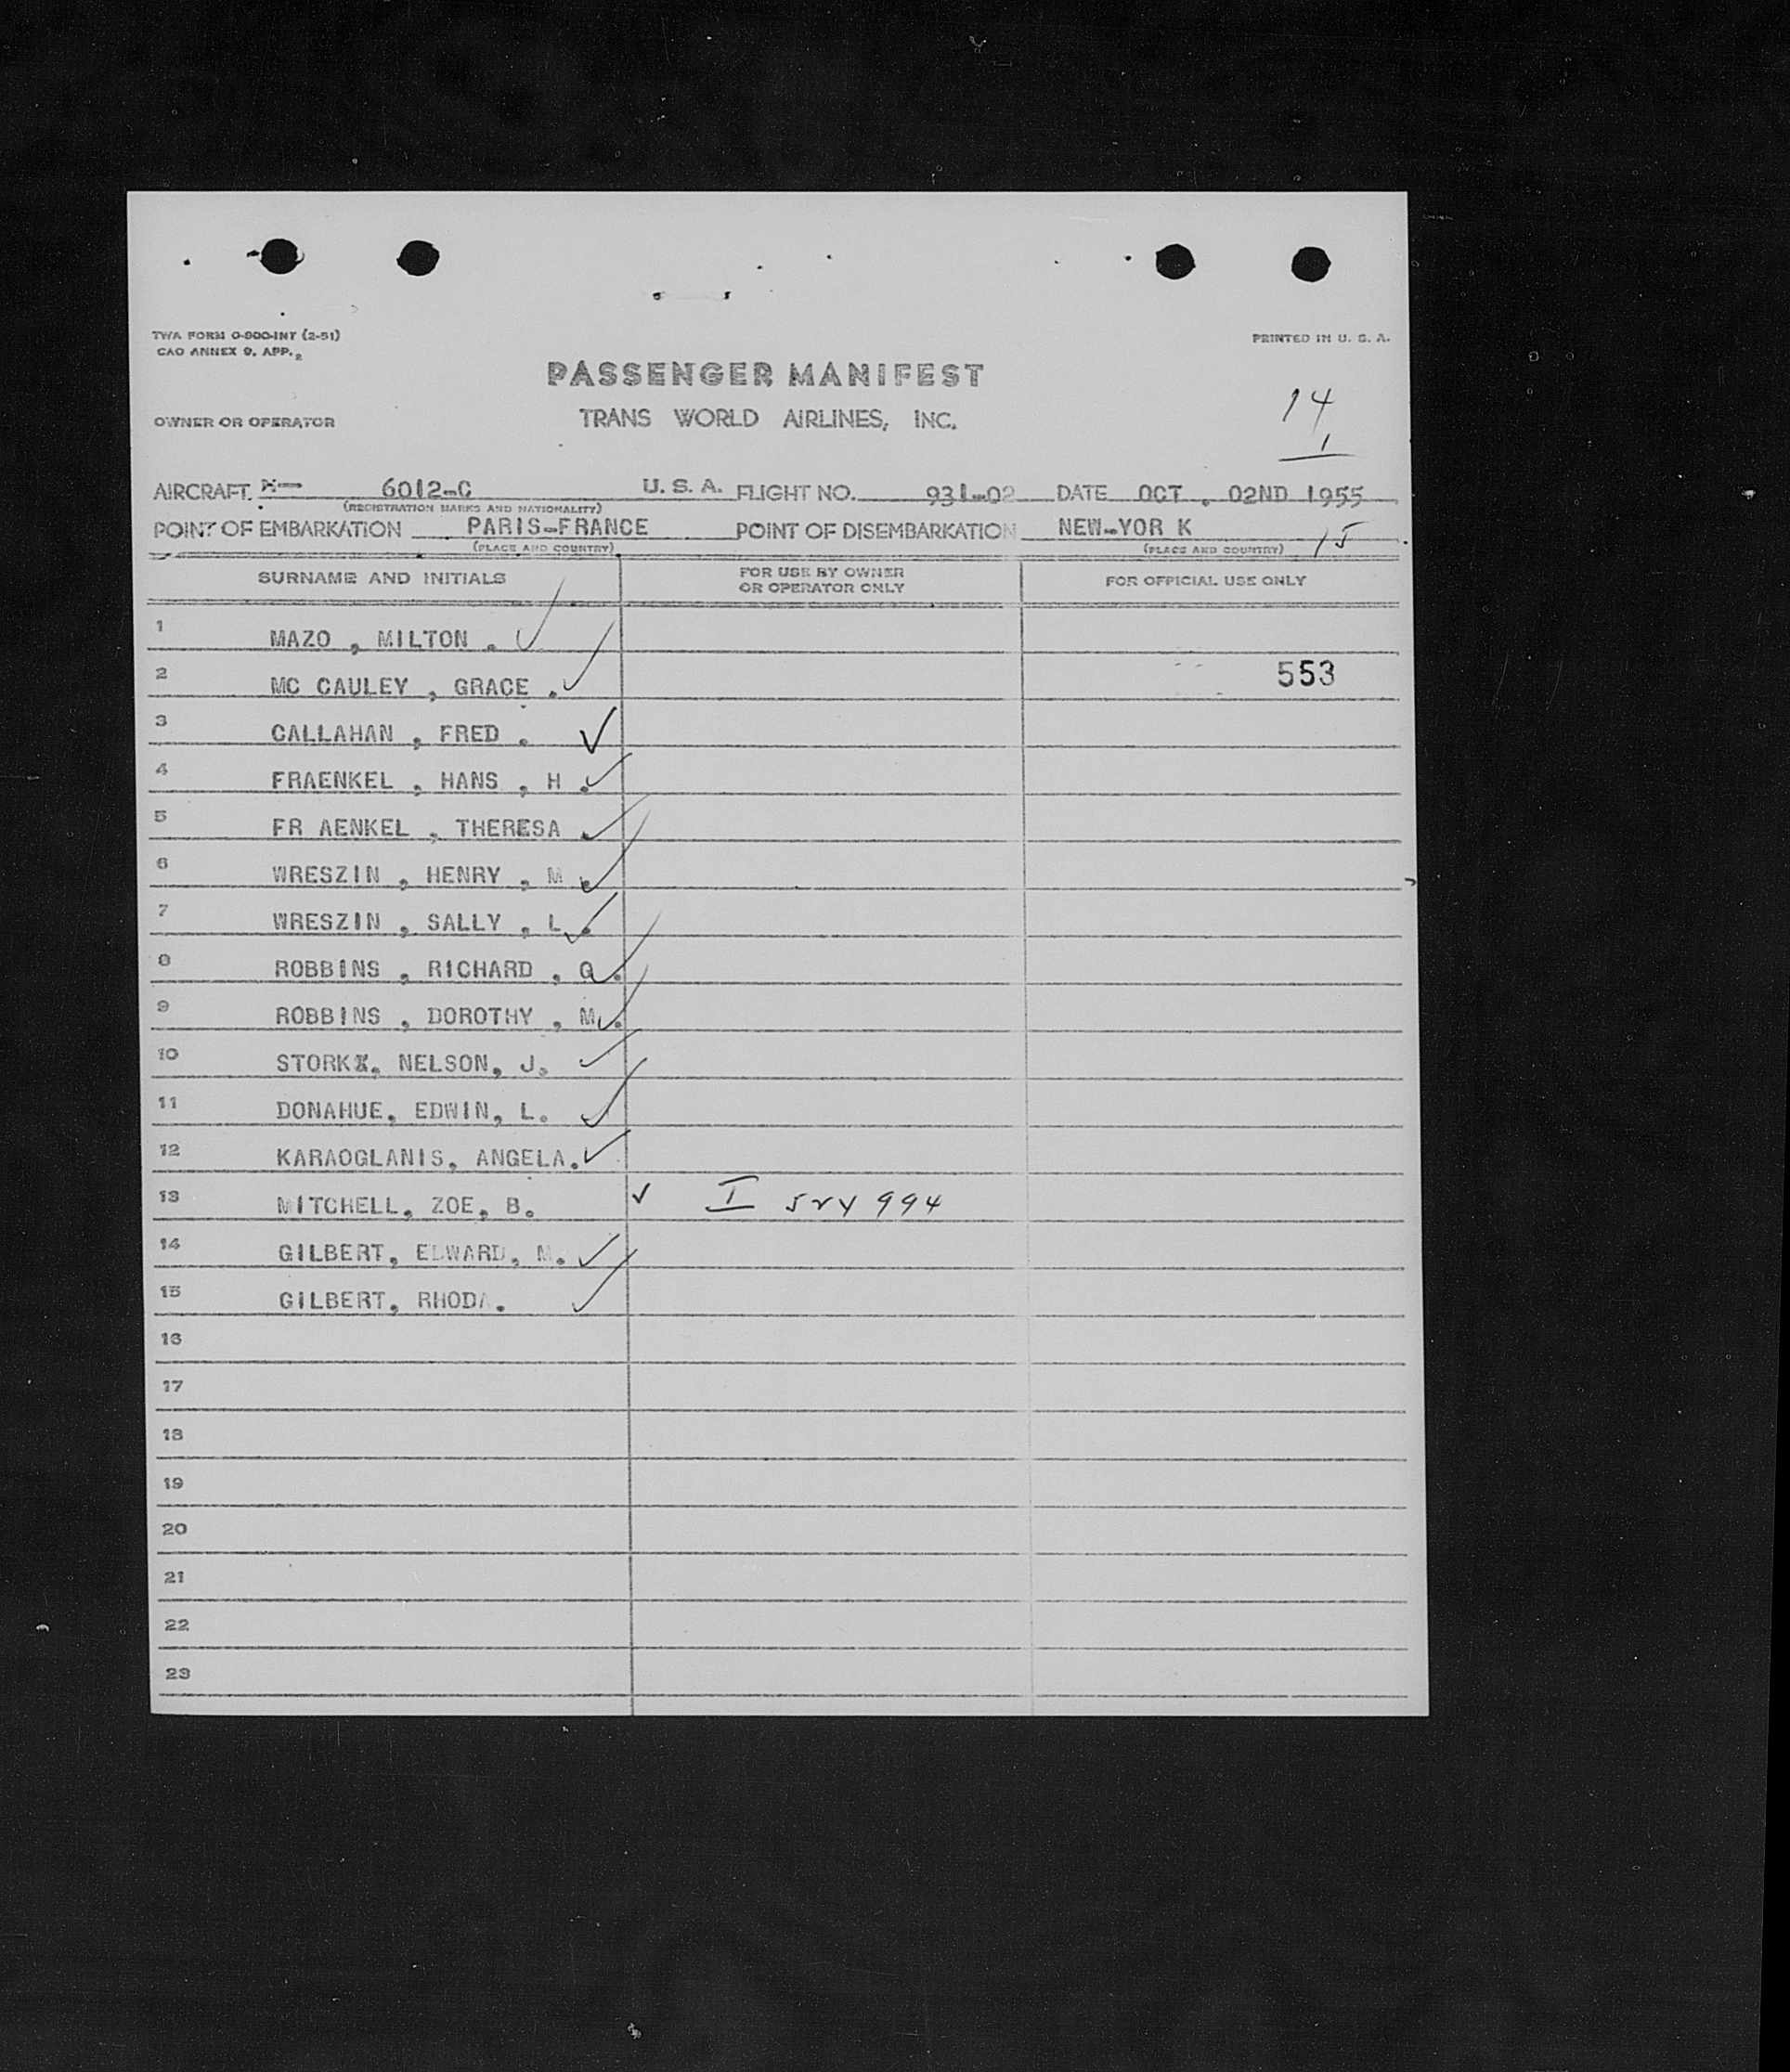 TWA FORM O-800-INT (2-51)
PRINTED IN U. S. A.
CAO ANNEX 9, APP. 2
PASSENGER MANIFEST
14
OWNER OR OPERATOR
TRANS WORLD AIRLINES, INC.
1
AIRCRAFT. N— 6012-C U. S. A. FLIGHT NO. 931-02 DATE OCT . 02ND 1955
(REGISTRATION MARKS AND NATIONALITY)
POINT OF EMBARKATION PARIS-FRANCE POINT OF DISEMBARKATION NEW-YOR K
(PLACE AND COUNTRY) (PLACE AND COUNTRY) 15
SURNAME AND INITIALS FOR USE BY OWNER OR OPERATOR ONLY FOR OFFICIAL USE ONLY
1 MAZO , MILTON . ✓
2 MC CAULEY , GRACE . ✓ 553
3 CALLAHAN , FRED . ✓
4 FRAENKEL , HANS , H . ✓
5 FR AENKEL , THERESA . ✓
6 WRESZIN , HENRY , M . ✓
7 WRESZIN , SALLY , L . ✓
8 ROBBINS , RICHARD , G . ✓
9 ROBBINS , DOROTHY , M . ✓
10 STORK, NELSON, J. ✓
11 DONAHUE, EDWIN, L. ✓
12 KARAOGLANIS, ANGELA. ✓
13 MITCHELL, ZOE, B. ✓ I 994
14 GILBERT, EDWARD, M. ✓
15 GILBERT, RHODA. ✓
16
17
18
19
20
21
22
23